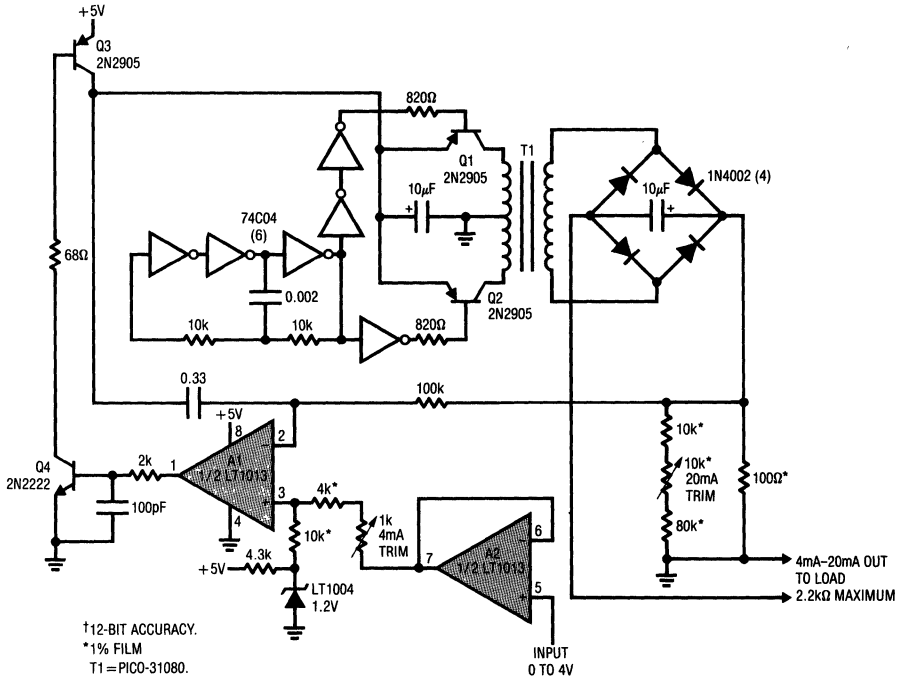 +5V
Q3
2N2905
820Ω
Q1
2N2905
T1
1N4002 (4)
10μF
+
10μF
+
74C04
(6)
68Ω
0.002
Q2
2N2905
10k
10k
820Ω
0.33
100k
+5V
8
2
−
A1
1/2 LT1013
1
3
+
4
2k
Q4
2N2222
100pF
4k*
10k*
1k
4mA
TRIM
4.3k
+5V
LT1004
1.2V
6
−
A2
1/2 LT1013
7
5
+
10k*
10k*
20mA
TRIM
80k*
100Ω*
4mA–20mA OUT
TO LOAD
2.2kΩ MAXIMUM
INPUT
0 TO 4V
†12-BIT ACCURACY.
*1% FILM
T1=PICO-31080.